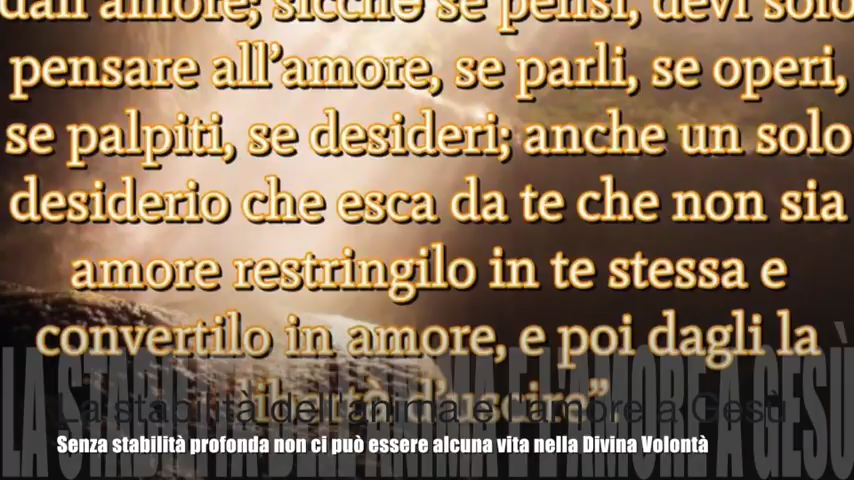 dall'amore; sicché se pensi, devi solo
pensare all'amore, se parli, se operi,
se palpiti, se desideri; anche un solo
desiderio che esca da te che non sia
amore restringilo in te stessa e
convertilo in amore, e poi dagli la
libertà d'uscire”.
LA STABILITÀ DELL'ANIMA E L'AMORE A GESÙ
La stabilità dell'anima e l'amore a Gesù
Senza stabilità profonda non ci può essere alcuna vita nella Divina Volontà